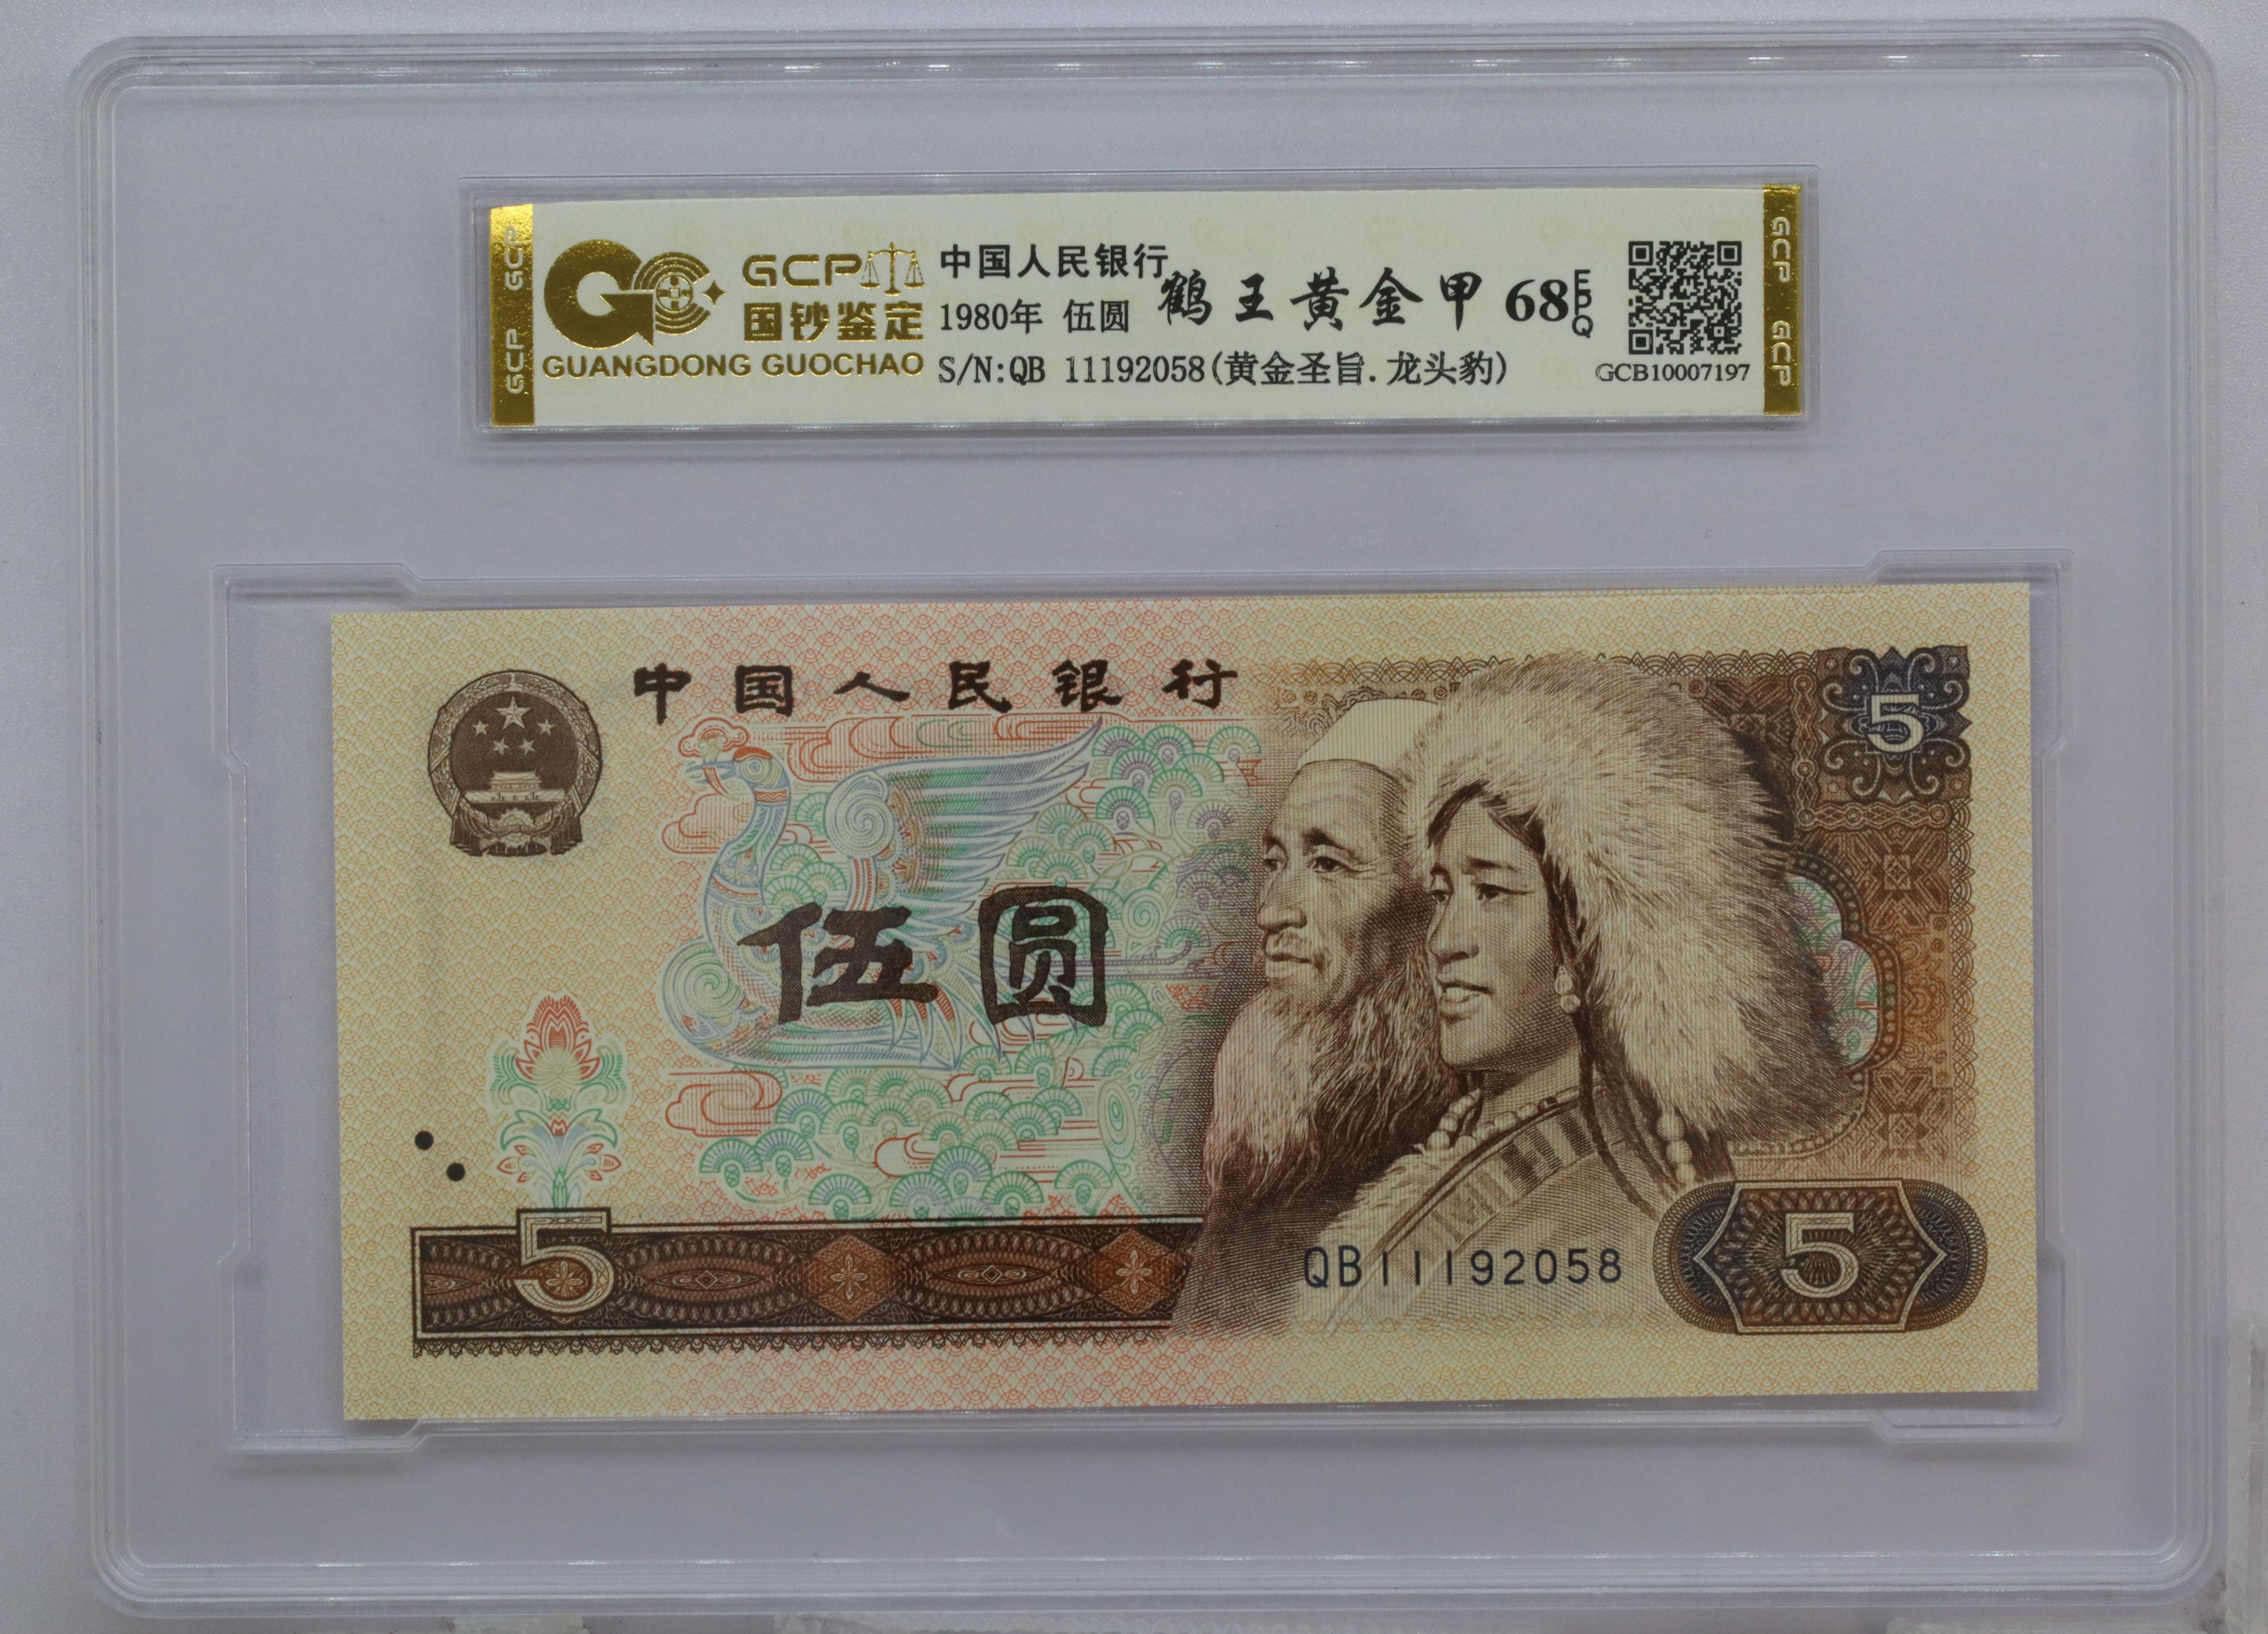 GCP GCP
GCP
国钞鉴定
GUANGDONG GUOCHAO
中国人民银行
1980年 伍圆 鹤王黄金甲 68 EPQ
S/N:QB 11192058(黄金圣旨.龙头豹)
GCB10007197
GCP GCP
中国人民银行
5
伍圆
5
QB11192058
5